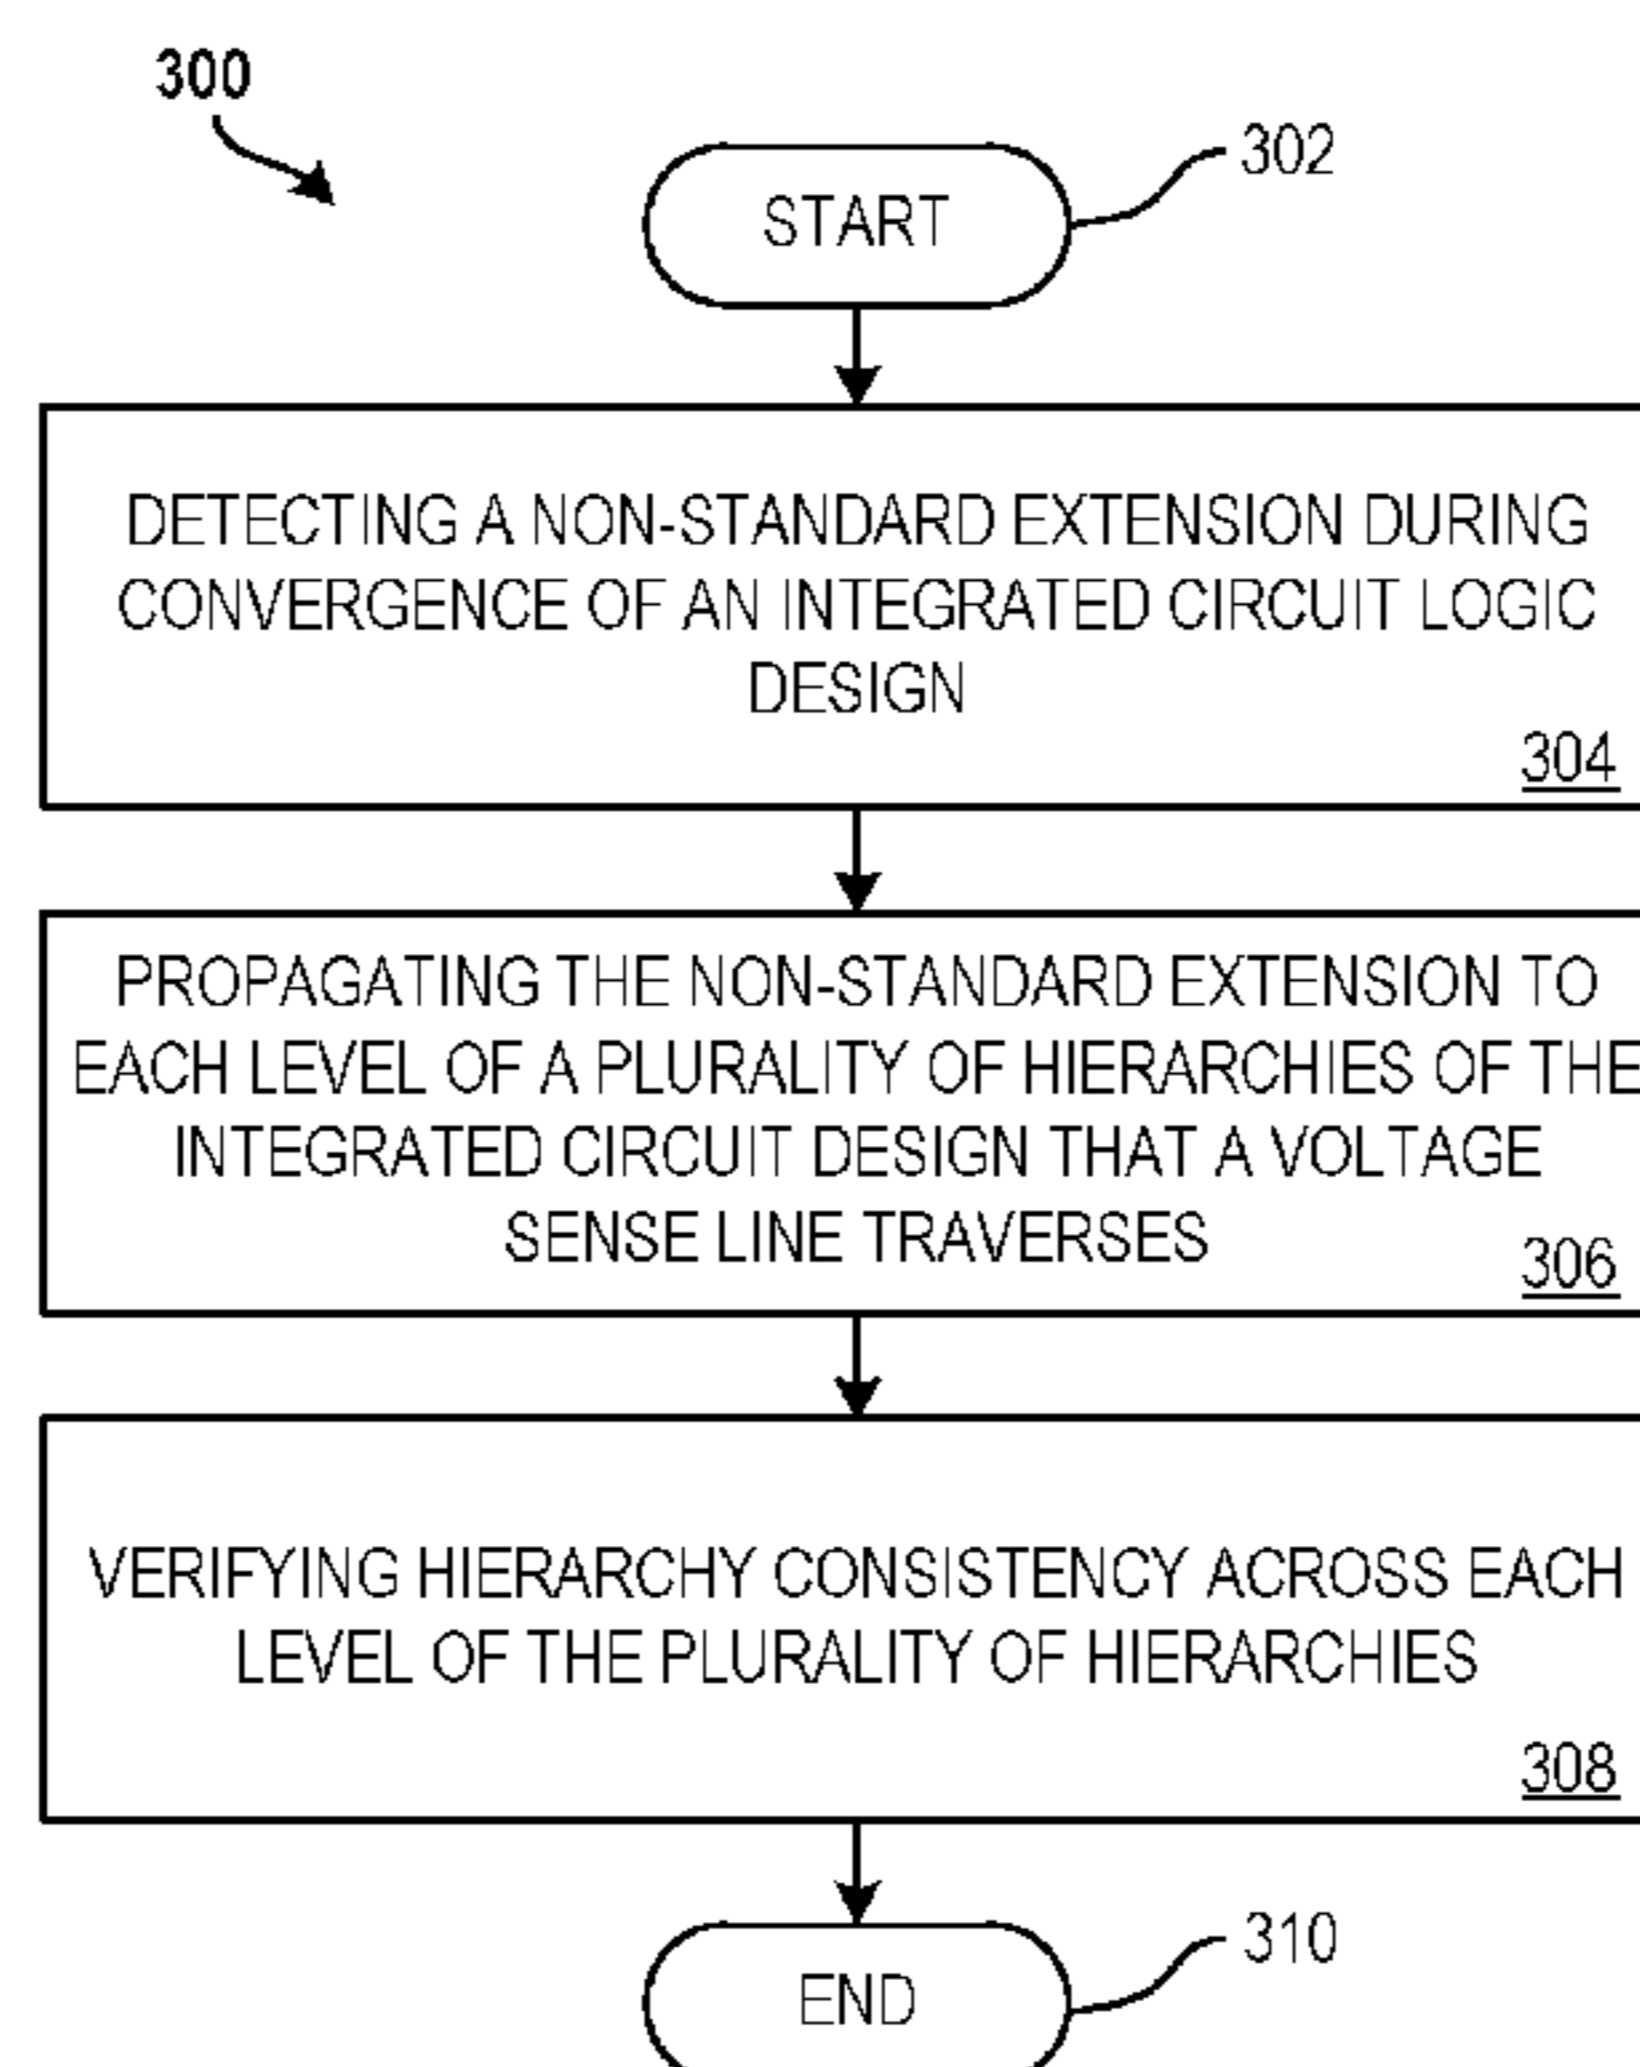 300
302
START
DETECTING A NON-STANDARD EXTENSION DURING
CONVERGENCE OF AN INTEGRATED CIRCUIT LOGIC
DESIGN
304
PROPAGATING THE NON-STANDARD EXTENSION TO
EACH LEVEL OF A PLURALITY OF HIERARCHIES OF THE
INTEGRATED CIRCUIT DESIGN THAT A VOLTAGE
SENSE LINE TRAVERSES
306
VERIFYING HIERARCHY CONSISTENCY ACROSS EACH
LEVEL OF THE PLURALITY OF HIERARCHIES
308
310
END